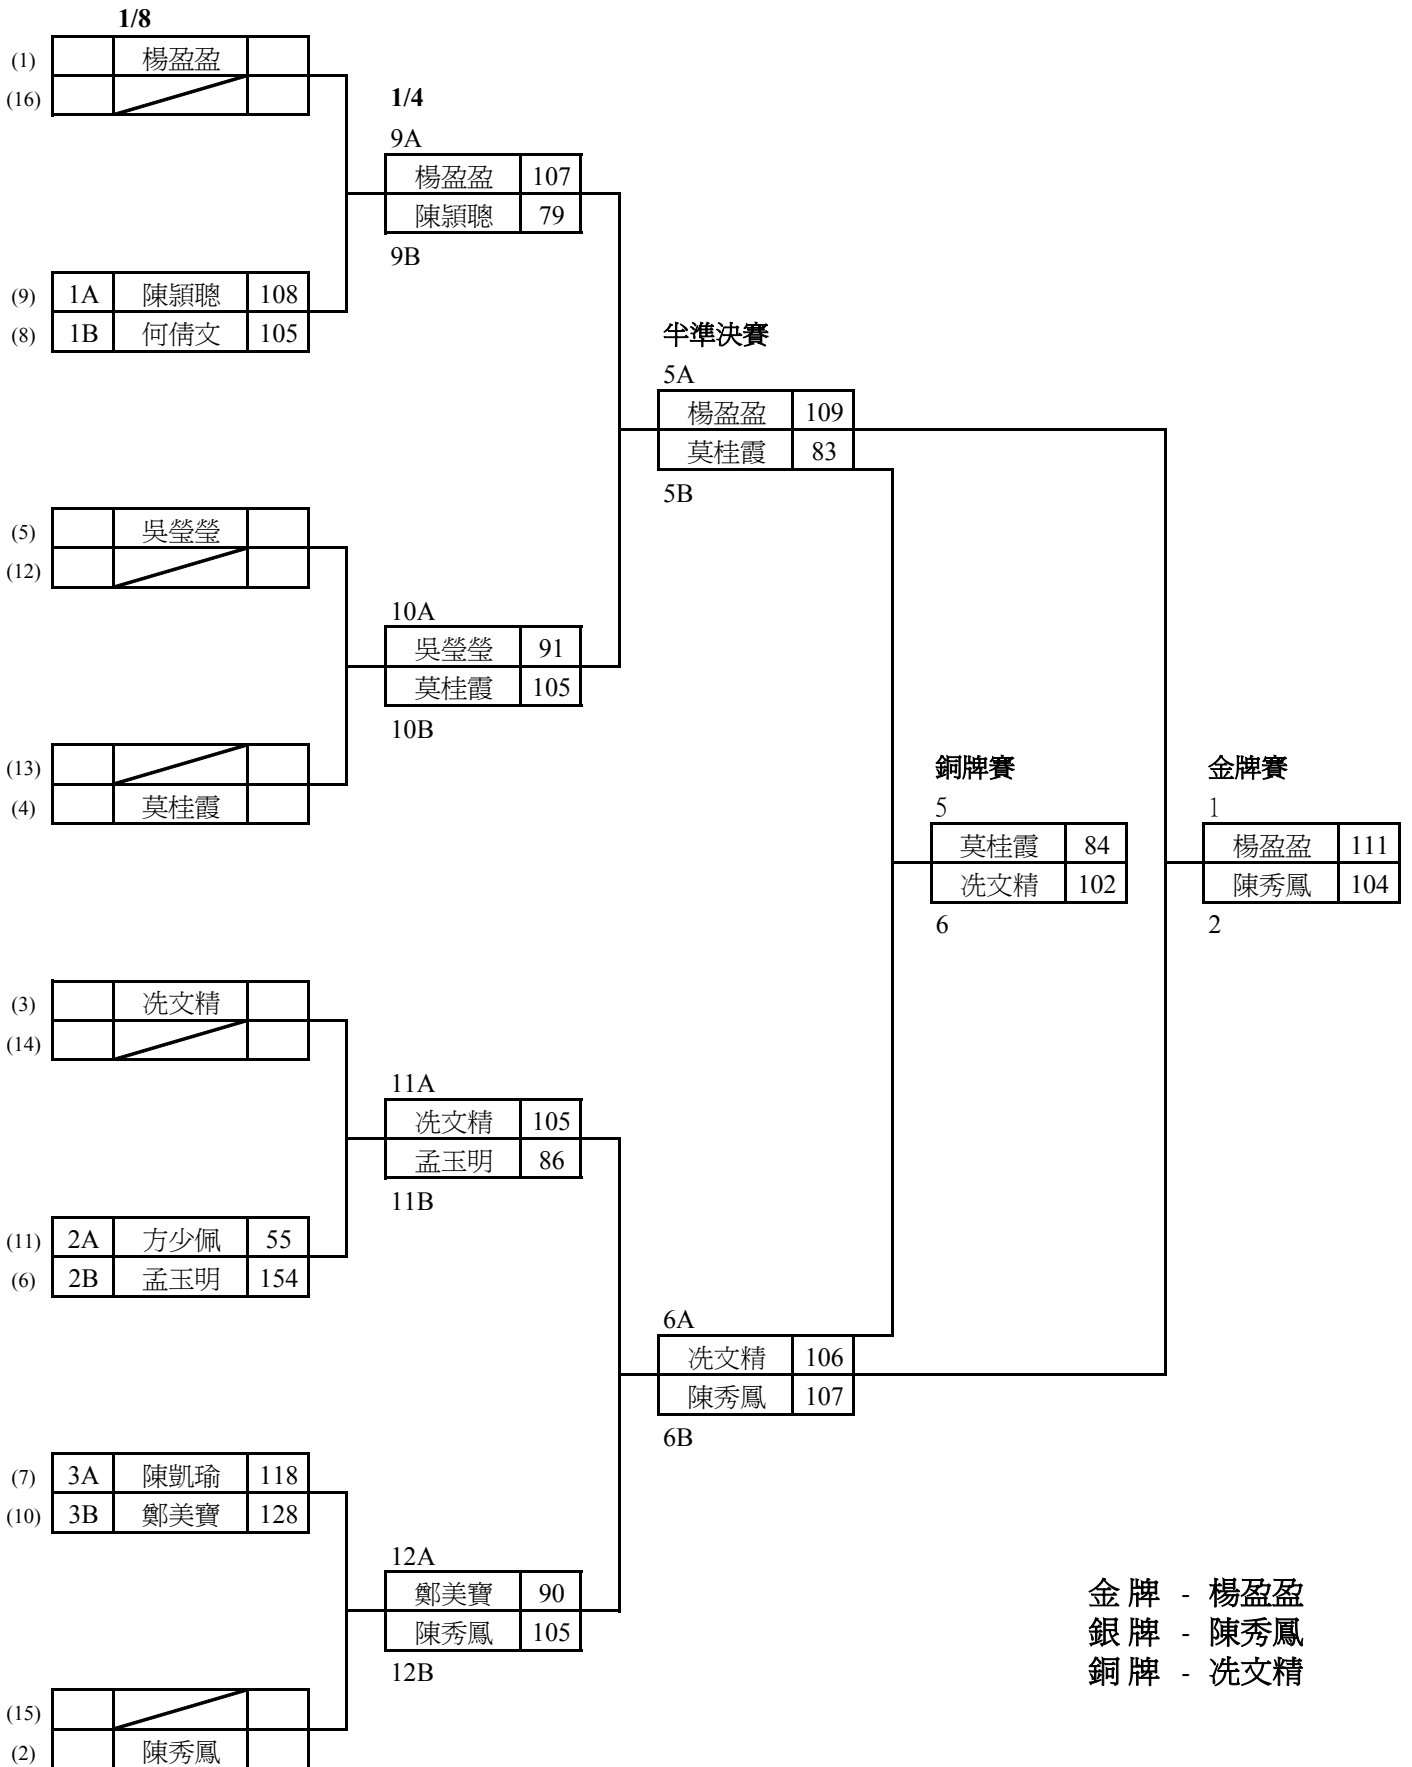 1/8
(1) 楊盈盈
(16)
1/4
9A
楊盈盈 107
陳頴聰 79
9B
(9) 1A 陳頴聰 108
(8) 1B 何倩文 105
半準決賽
5A
楊盈盈 109
莫桂霞 83
5B
(5) 吳瑩瑩
(12)
10A
吳瑩瑩 91
莫桂霞 105
10B
(13)
(4) 莫桂霞
銅牌賽
5
莫桂霞 84
冼文精 102
6
金牌賽
1
楊盈盈 111
陳秀鳳 104
2
(3) 冼文精
(14)
11A
冼文精 105
孟玉明 86
11B
(11) 2A 方少佩 55
(6) 2B 孟玉明 154
6A
冼文精 106
陳秀鳳 107
6B
(7) 3A 陳凱瑜 118
(10) 3B 鄭美寶 128
12A
鄭美寶 90
陳秀鳳 105
12B
(15)
(2) 陳秀鳳
金 牌 - 楊盈盈
銀 牌 - 陳秀鳳
銅 牌 - 冼文精